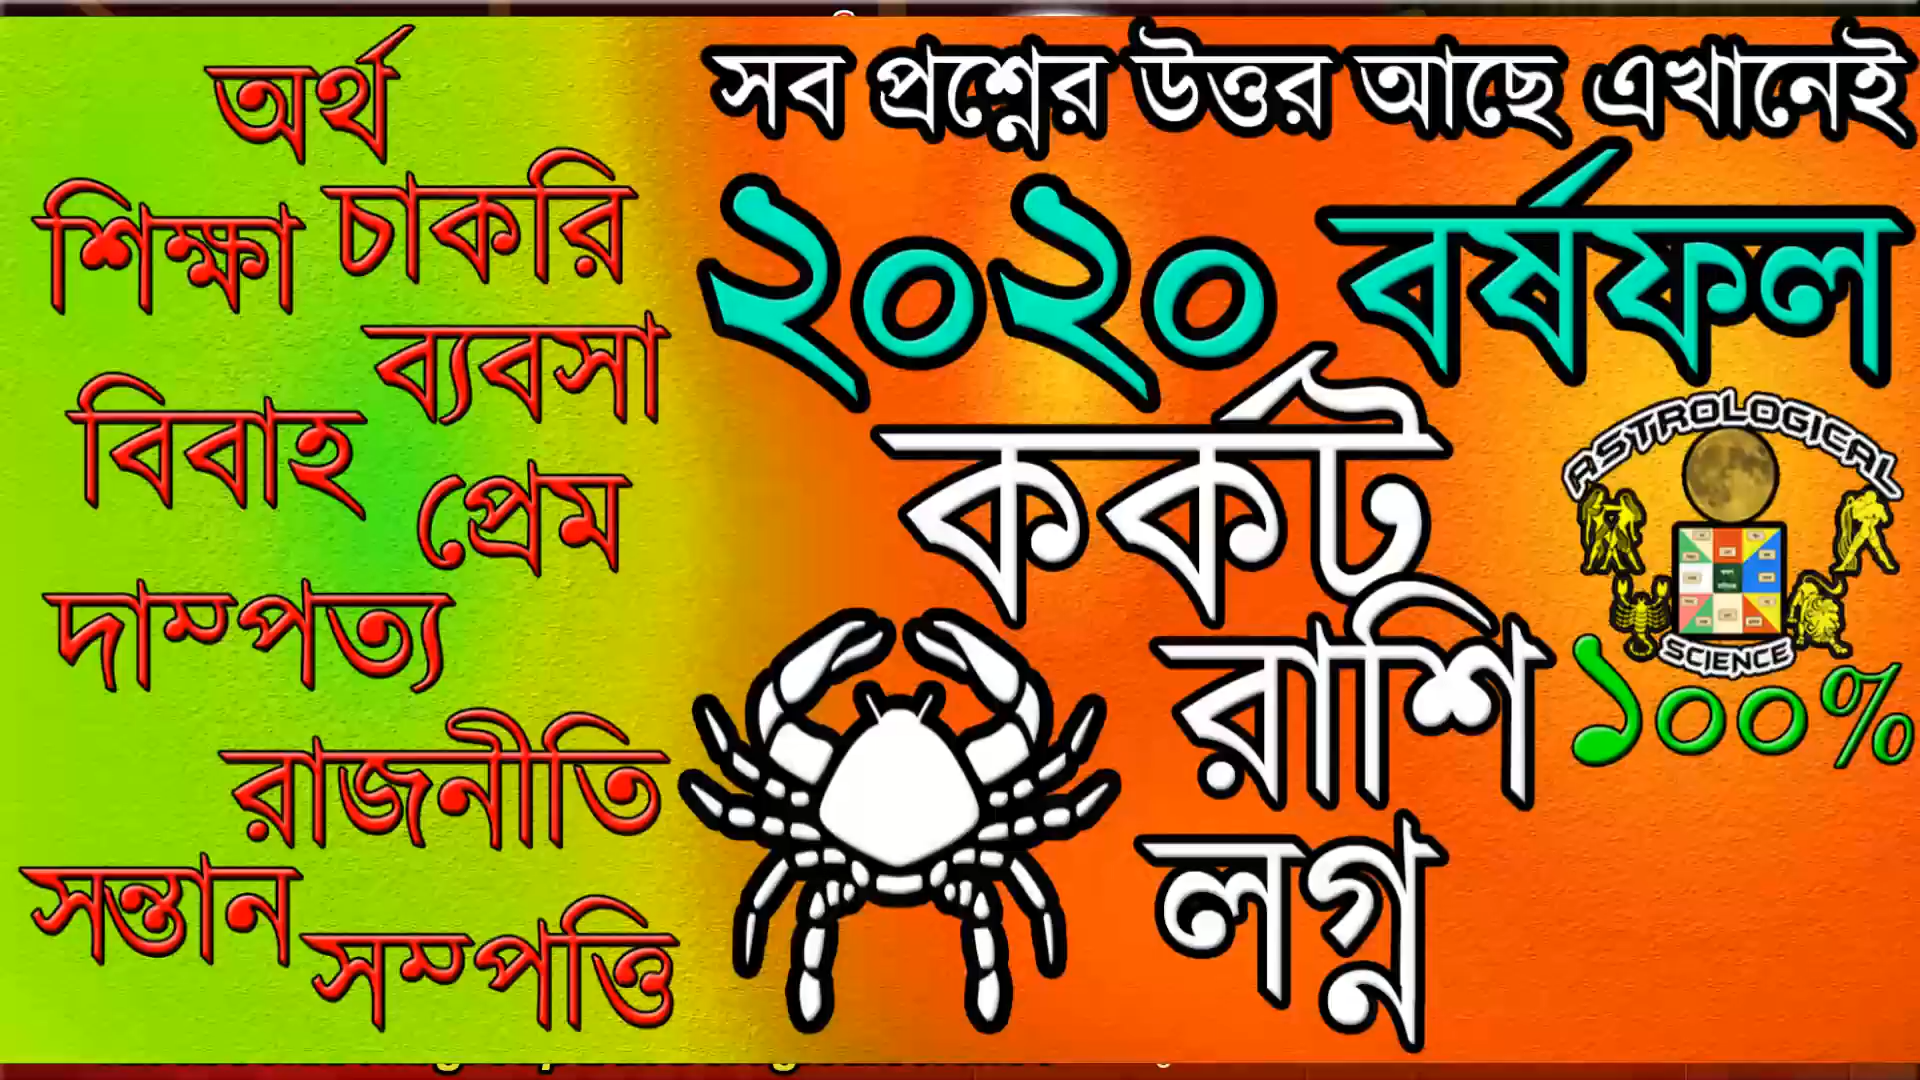 অর্থ
শিক্ষা চাকরি
ব্যবসা
বিবাহ
প্রেম
দাম্পত্য
রাজনীতি
সন্তান
সম্পত্তি
সব প্রশ্নের উত্তর আছে এখানেই
২০২০ বর্ষফল
কর্কট
রাশি
লগ্ন
ASTROLOGICAL
SCIENCE
১০০%